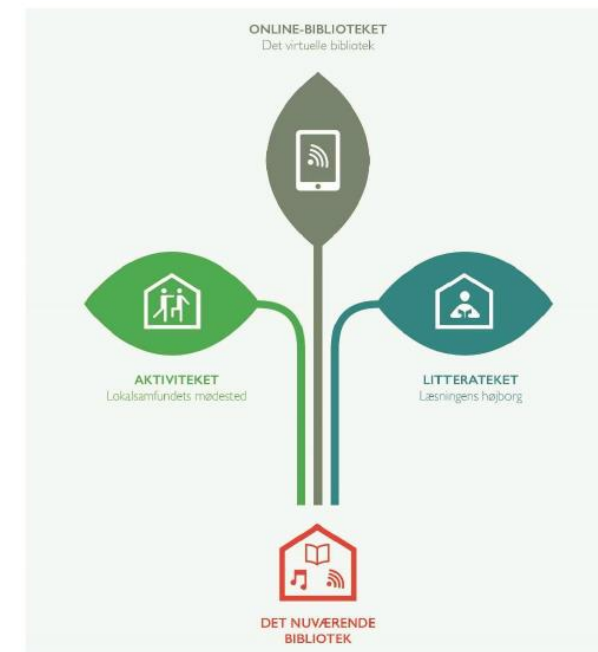 ONLINE-BIBLIOTEKET
Det virtuelle bibliotek
AKTIVITEKET
Lokalsamfundets mødested
LITTERATEKET
Læsningens højborg
DET NUVÆRENDE
BIBLIOTEK